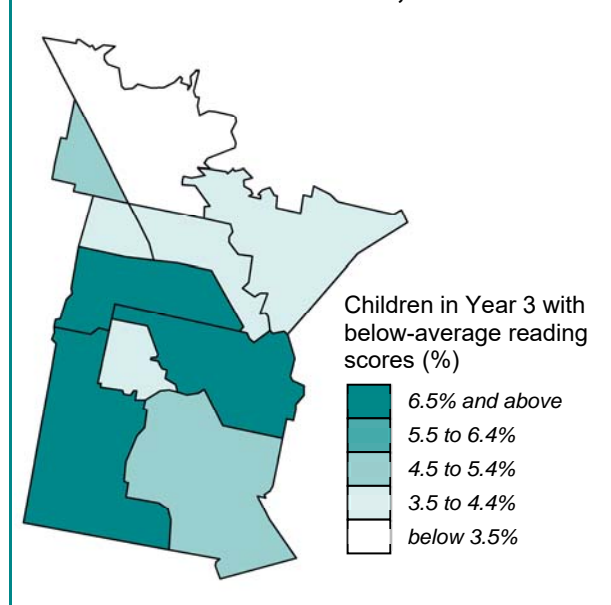 Children in Year 3 with
below-average reading
scores (%)
6.5% and above
5.5 to 6.4%
4.5 to 5.4%
3.5 to 4.4%
below 3.5%